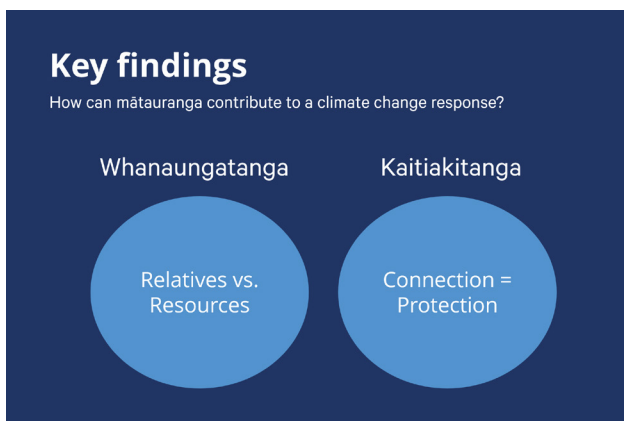 Key findings
How can mātauranga contribute to a climate change response?
Whanaungatanga
Kaitiakitanga
Relatives vs.
Resources
Connection =
Protection